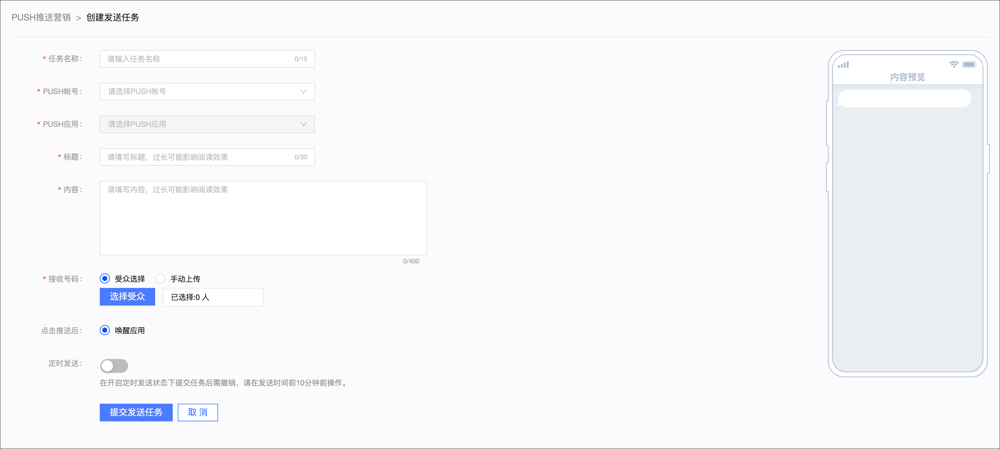 PUSH推送营销 > 创建发送任务
* 任务名称: 请输入任务名称 0/15
* PUSH帐号: 请选择PUSH帐号
* PUSH应用: 请选择PUSH应用
* 标题: 请填写标题，过长可能影响阅读效果 0/30
* 内容: 请填写内容，过长可能影响阅读效果
0/400
* 接收号码: 受众选择 手动上传
选择受众 已选择:0 人
点击推送后: 唤醒应用
定时发送:
在开启定时发送状态下提交任务后需撤销，请在发送时间前10分钟前操作。
提交发送任务 取 消
内容预览